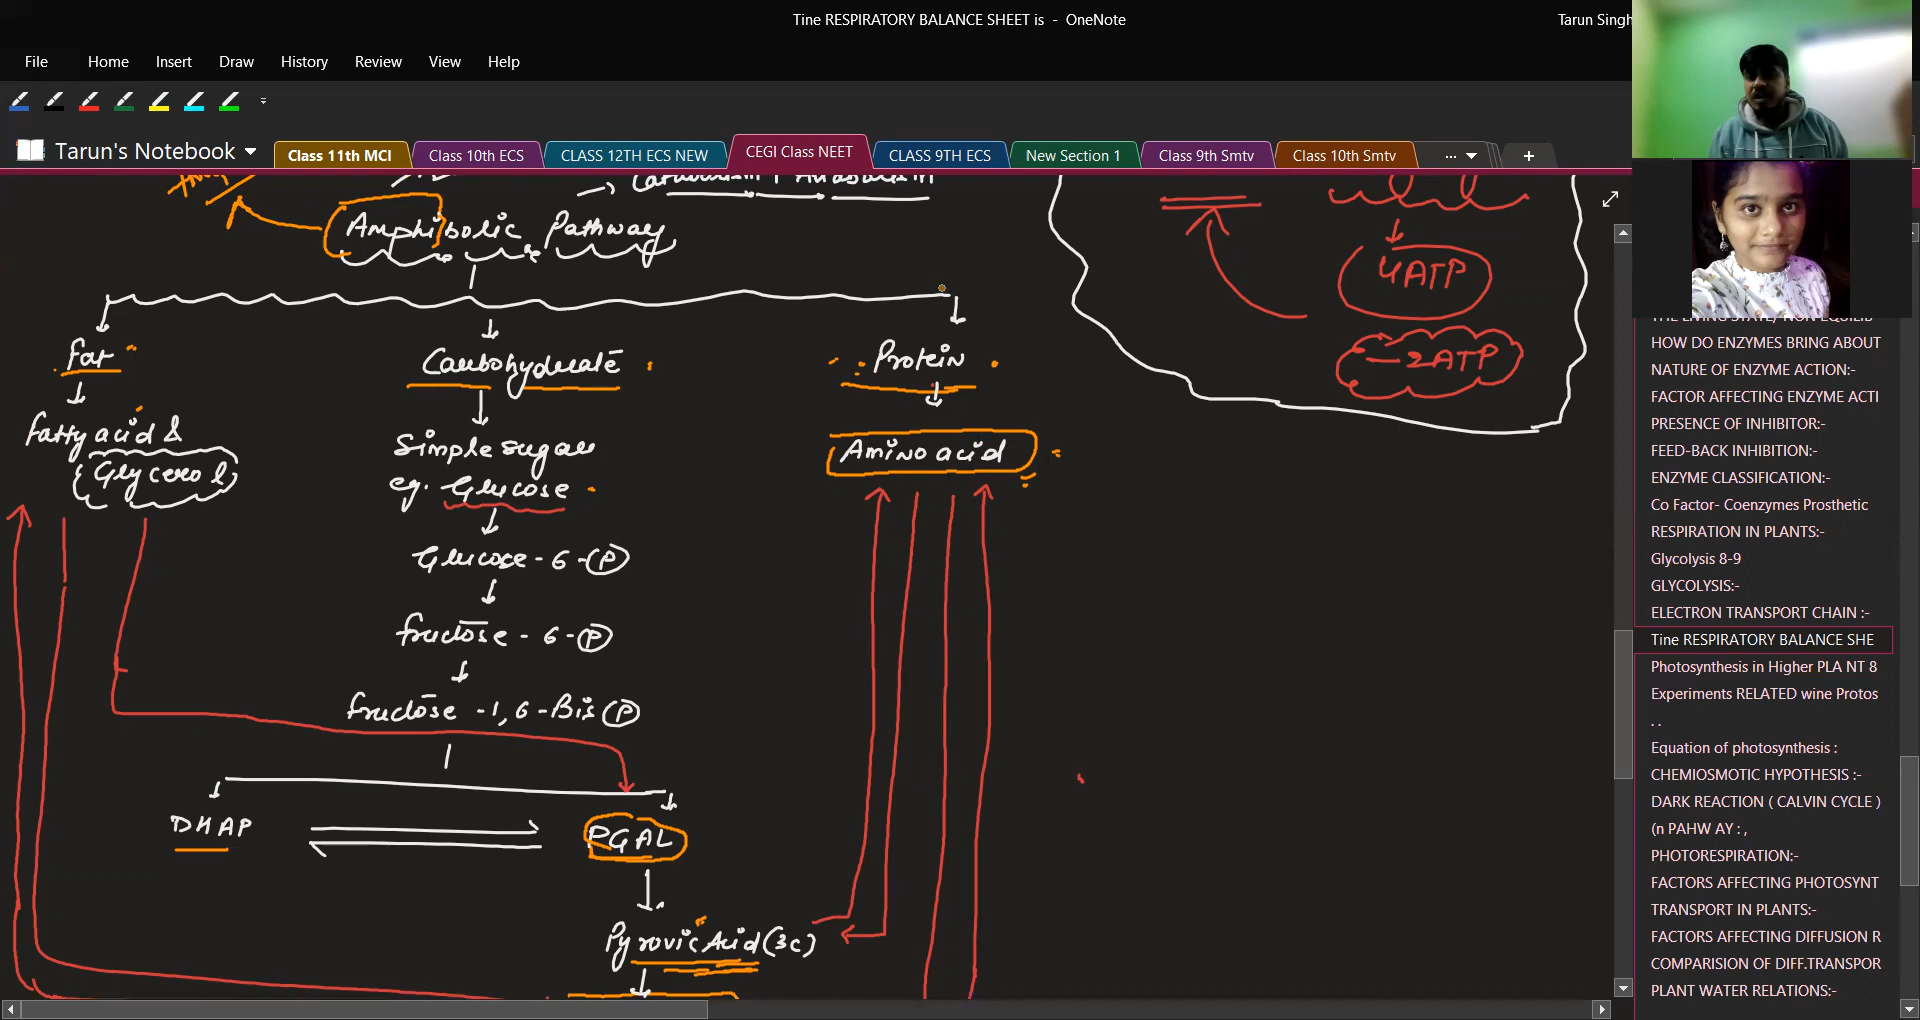 Tine RESPIRATORY BALANCE SHEET is - OneNote
Tarun Singh
File Home Insert Draw History Review View Help
Tarun's Notebook
Class 11th MCI
Class 10th ECS
CLASS 12TH ECS NEW
CEGI Class NEET
CLASS 9TH ECS
New Section 1
Class 9th Smtv
Class 10th Smtv
...
+
Amphibolic Pathway
4ATP
-2ATP
Fat
Carbohydrate
Protein
Fatty acid &
Glycerol
Simple sugar
eg. Glucose
Amino acid
Glucose - 6 - P
fructose - 6 - P
fructose - 1, 6 - Bis P
DHAP
PGAL
Pyrovic Acid (3c)
HOW DO ENZYMES BRING ABOUT
NATURE OF ENZYME ACTION:-
FACTOR AFFECTING ENZYME ACTI
PRESENCE OF INHIBITOR:-
FEED-BACK INHIBITION:-
ENZYME CLASSIFICATION:-
Co Factor- Coenzymes Prosthetic
RESPIRATION IN PLANTS:-
Glycolysis 8-9
GLYCOLYSIS:-
ELECTRON TRANSPORT CHAIN :-
Tine RESPIRATORY BALANCE SHE
Photosynthesis in Higher PLA NT 8
Experiments RELATED wine Protos
. .
Equation of photosynthesis :
CHEMIOSMOTIC HYPOTHESIS :-
DARK REACTION ( CALVIN CYCLE )
(n PAHW AY : ,
PHOTORESPIRATION:-
FACTORS AFFECTING PHOTOSYNT
TRANSPORT IN PLANTS:-
FACTORS AFFECTING DIFFUSION R
COMPARISION OF DIFF.TRANSPOR
PLANT WATER RELATIONS:-